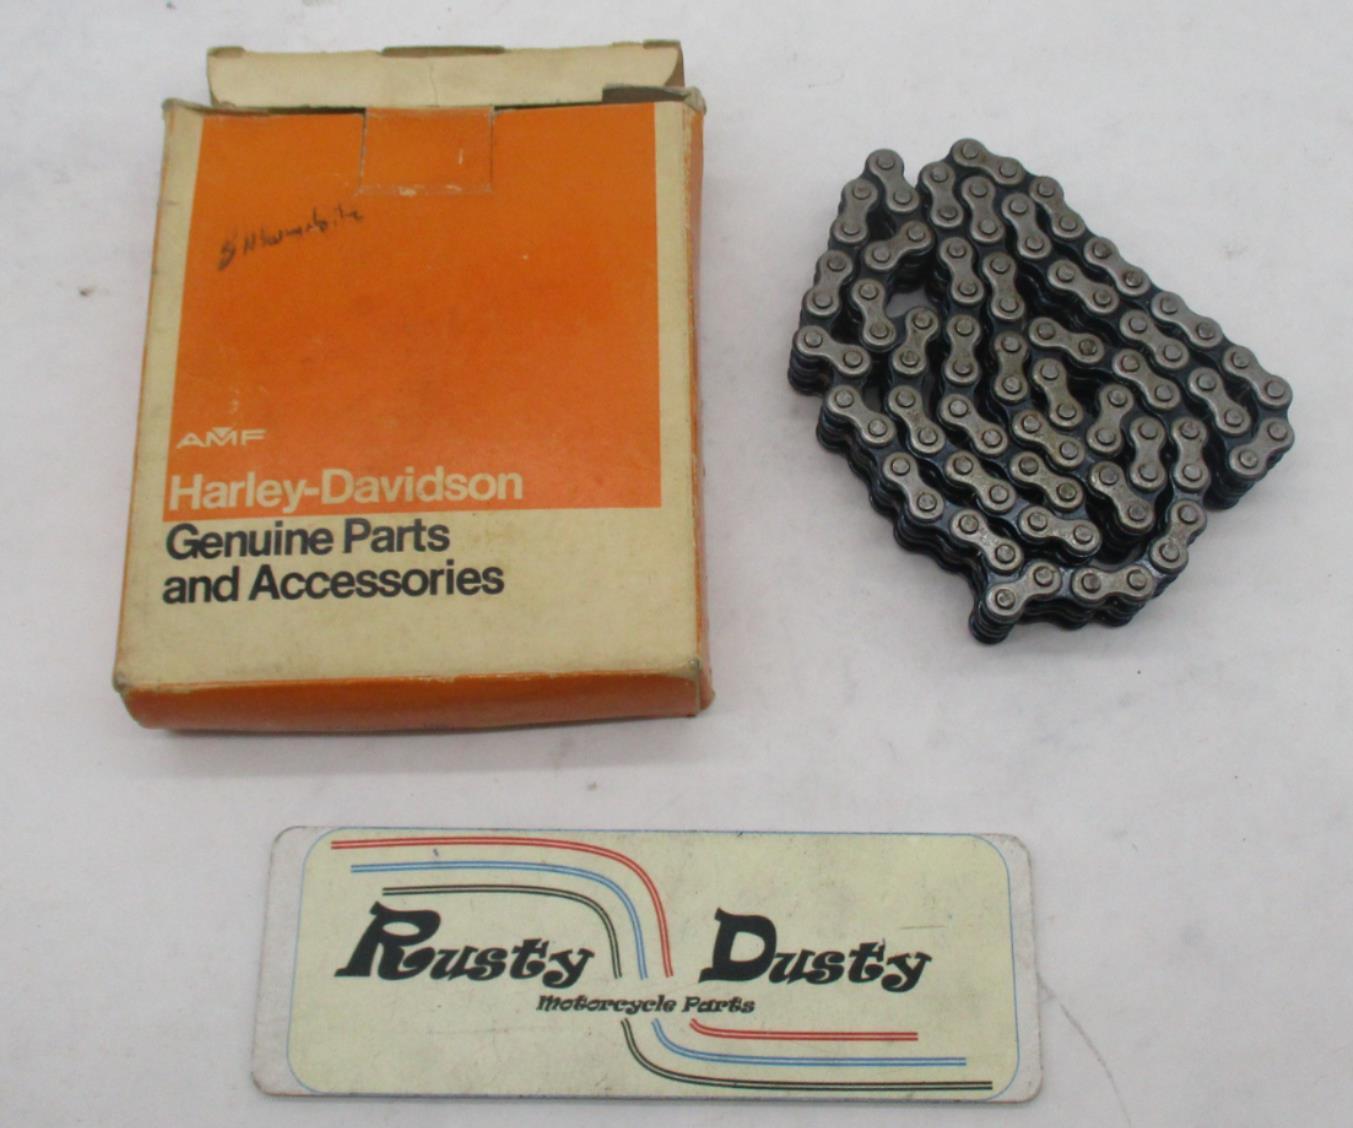 AMF
Harley-Davidson
Genuine Parts
and Accessories
Rusty Dusty
Motorcycle Parts